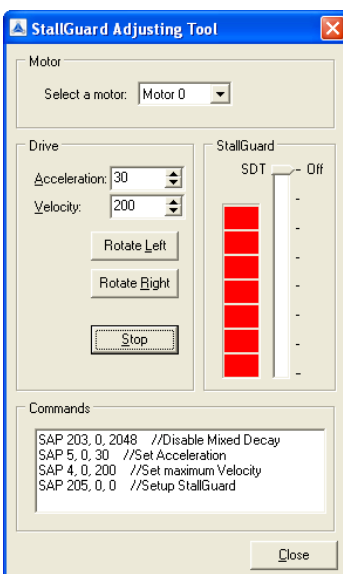 StallGuard Adjusting Tool
Motor
Select a motor: Motor 0
Drive
Acceleration: 30
Velocity: 200
Rotate Left
Rotate Right
Stop
StallGuard
SDT - Off
Commands
SAP 203, 0, 2048 //Disable Mixed Decay
SAP 5, 0, 30 //Set Acceleration
SAP 4, 0, 200 //Set maximum Velocity
SAP 205, 0, 0 //Setup StallGuard
Close